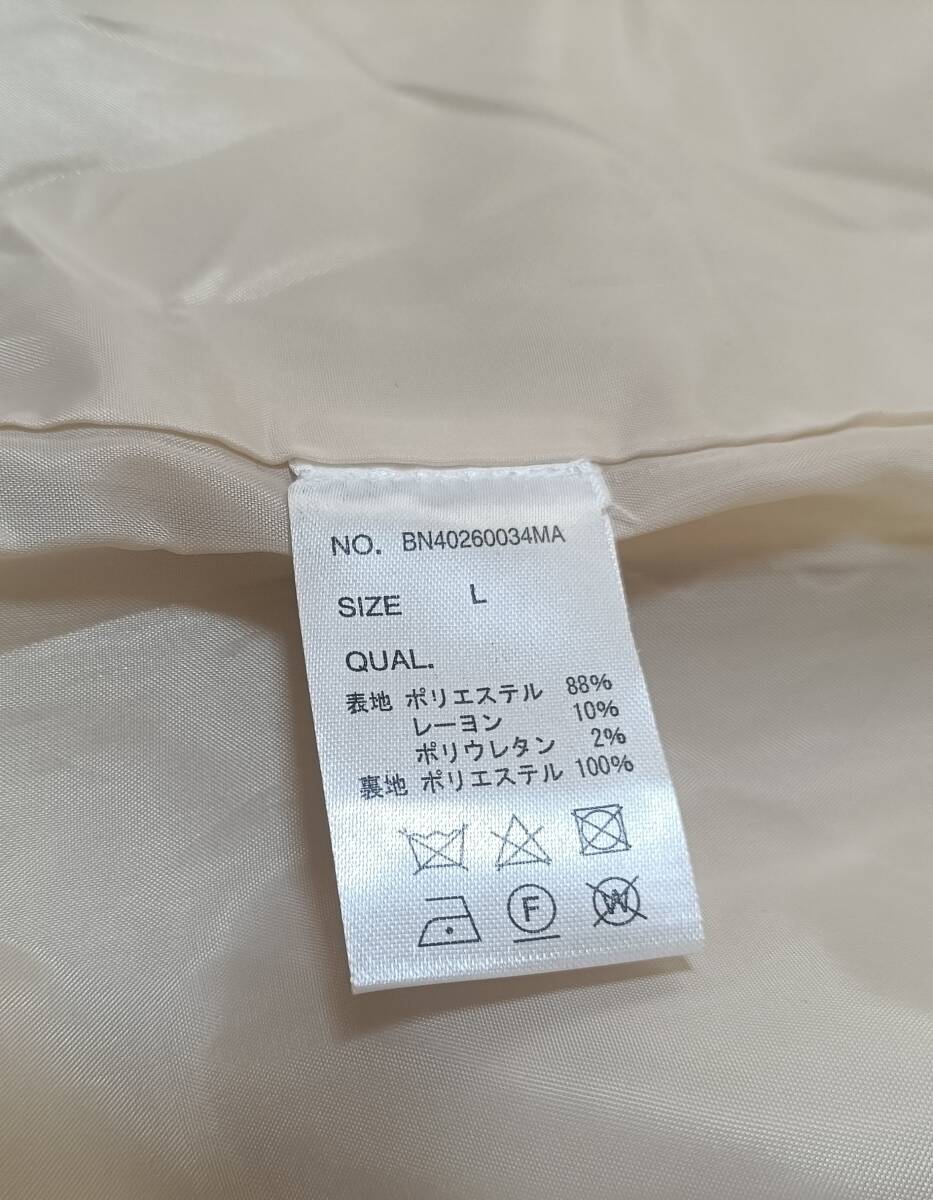 NO. BN40260034MA
SIZE L
QUAL.
表地 ポリエステル 88%
レーヨン 10%
ポリウレタン 2%
裏地 ポリエステル 100%
F W